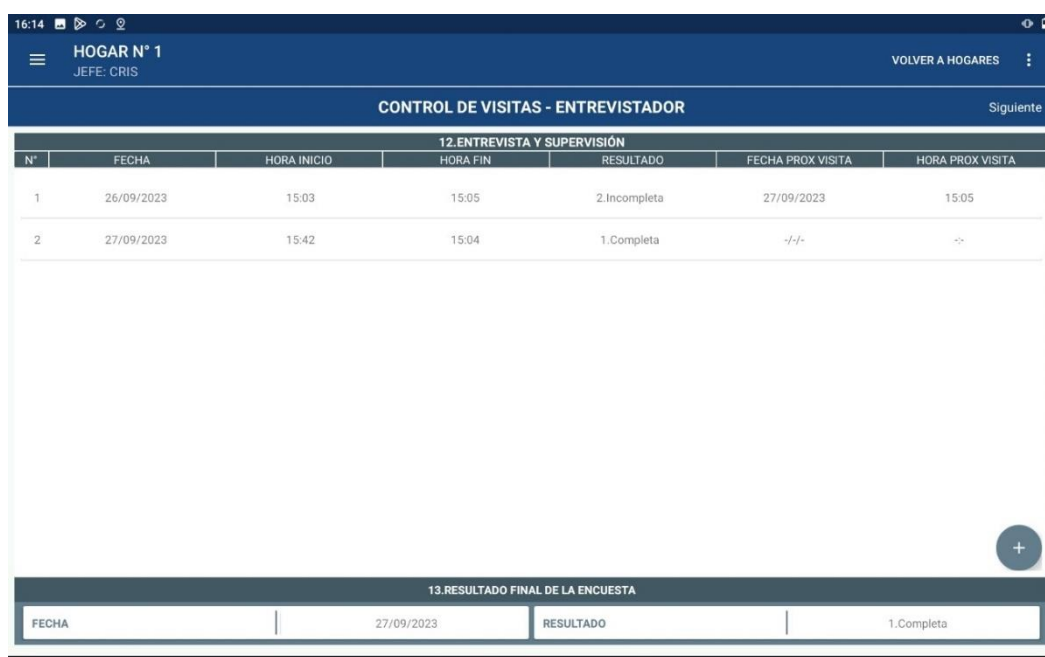 16:14
HOGAR N° 1
JEFE: CRIS
VOLVER A HOGARES
CONTROL DE VISITAS - ENTREVISTADOR
Siguiente
12.ENTREVISTA Y SUPERVISIÓN
N° FECHA HORA INICIO HORA FIN RESULTADO FECHA PROX VISITA HORA PROX VISITA
1 26/09/2023 15:03 15:05 2.Incompleta 27/09/2023 15:05
2 27/09/2023 15:42 15:04 1.Completa -/-/- -:-
+
13.RESULTADO FINAL DE LA ENCUESTA
FECHA 27/09/2023 RESULTADO 1.Completa